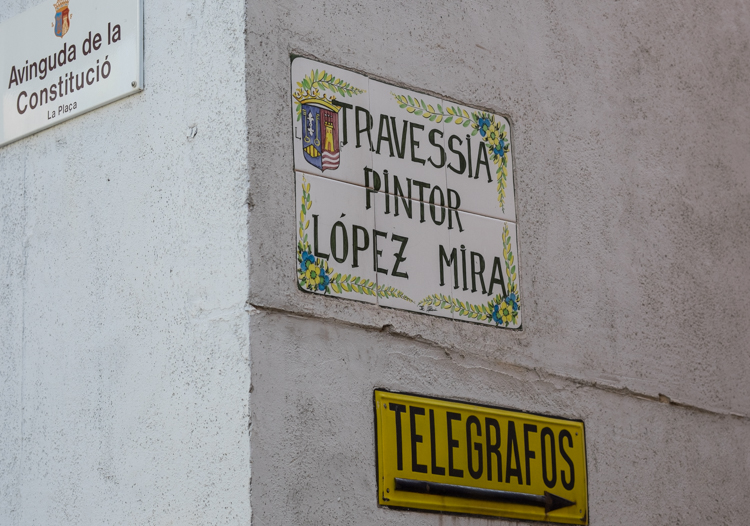 Avinguda de la
Constitució
La Plaça
TRAVESSIA
PINTOR
LÓPEZ MIRA
TELEGRAFOS